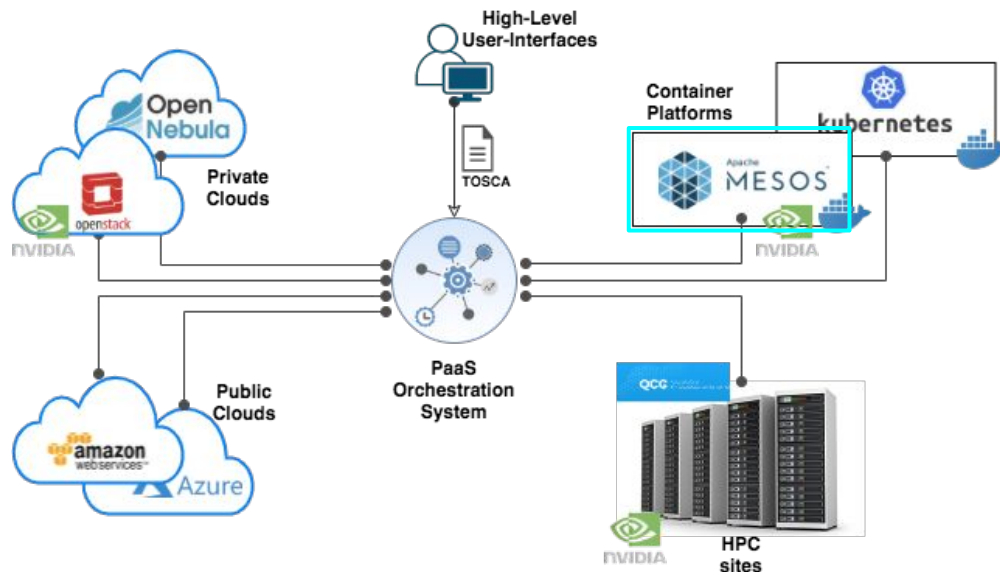 High-Level
User-Interfaces
Open
Nebula
Private
Clouds
openstack
NVIDIA
TOSCA
Container
Platforms
kubernetes
Apache
MESOS
NVIDIA
PaaS
Orchestration
System
Public
Clouds
amazon
webservices™
Azure
QCG
NVIDIA
HPC
sites